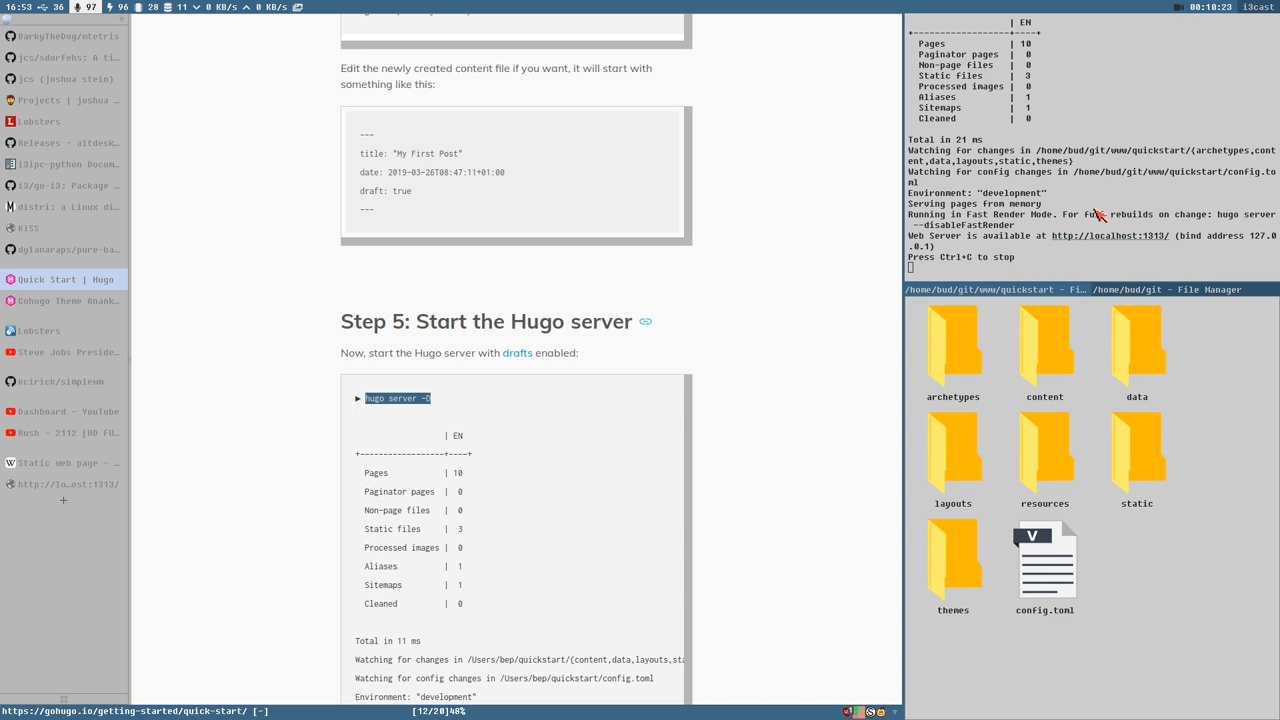 16:53 36 97 96 28 11 0 KB/s 0 KB/s
00:10:23 i3cast
BarkyTheDog/mtetris
jcs/sdorfehs: A ti…
jcs (joshua stein)
Projects | joshua …
Lobsters
Releases · altdesk…
i3ipc-python Docum…
i3/go-i3: Package …
distri: a Linux di…
KISS
dylanaraps/pure-ba…
Quick Start | Hugo
Gohugo Theme Anank…
Lobsters
Steve Jobs Preside…
kcirick/simplewm
Dashboard - YouTube
Rush - 2112 [HD FU…
Static web page - …
http://lo…ost:1313/
Edit the newly created content file if you want, it will start with
something like this:
---
title: "My First Post"
date: 2019-03-26T08:47:11+01:00
draft: true
---
Step 5: Start the Hugo server
Now, start the Hugo server with drafts enabled:
▶ hugo server -D
| EN
+------------------+----+
Pages | 10
Paginator pages | 0
Non-page files | 0
Static files | 3
Processed images | 0
Aliases | 1
Sitemaps | 1
Cleaned | 0
Total in 11 ms
Watching for changes in /Users/bep/quickstart/{content,data,layouts,sta
Watching for config changes in /Users/bep/quickstart/config.toml
Environment: "development"
https://gohugo.io/getting-started/quick-start/ [-]
[12/20]48%
| EN
+------------------+----+
Pages | 10
Paginator pages | 0
Non-page files | 0
Static files | 3
Processed images | 0
Aliases | 1
Sitemaps | 1
Cleaned | 0
Total in 21 ms
Watching for changes in /home/bud/git/www/quickstart/{archetypes,cont
ent,data,layouts,static,themes}
Watching for config changes in /home/bud/git/www/quickstart/config.to
ml
Environment: "development"
Serving pages from memory
Running in Fast Render Mode. For rebuilds on change: hugo server
--disableFastRender
Web Server is available at http://localhost:1313/ (bind address 127.0
.0.1)
Press Ctrl+C to stop
/home/bud/git/www/quickstart - Fi… /home/bud/git - File Manager
archetypes content data
layouts resources static
V
themes config.toml